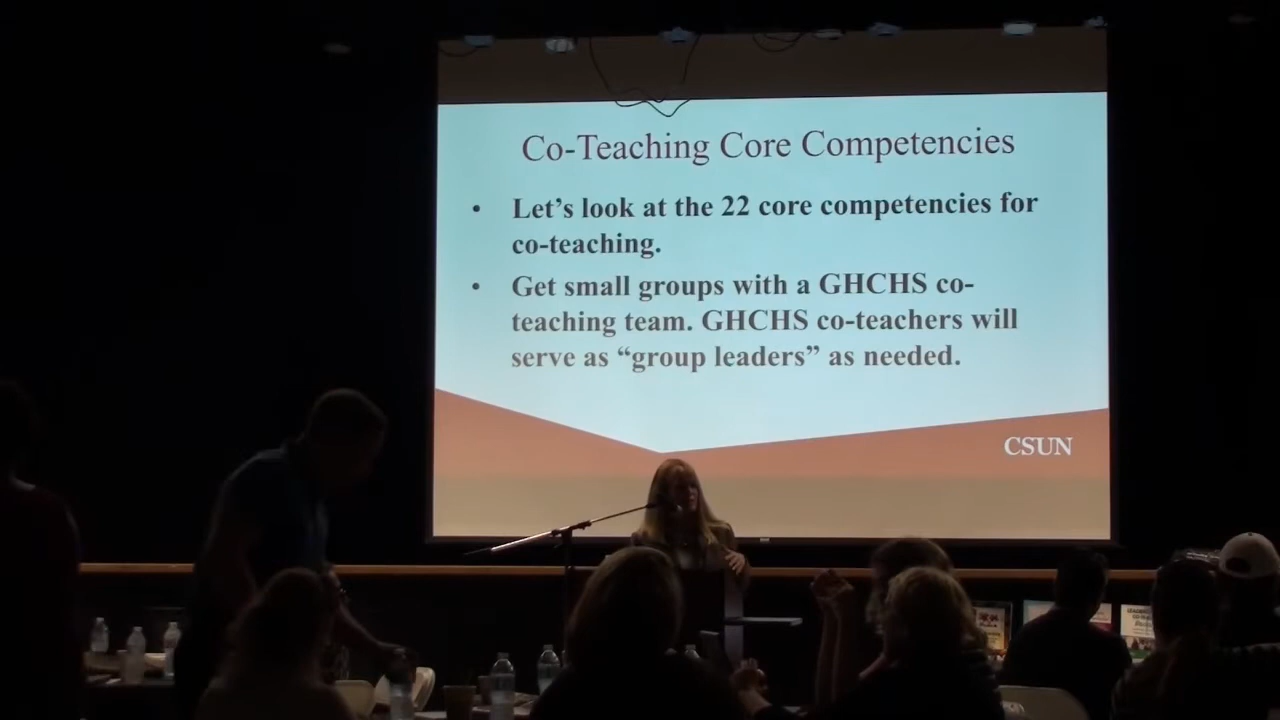 Co-Teaching Core Competencies
• Let's look at the 22 core competencies for
co-teaching.
• Get small groups with a GHCHS co-
teaching team. GHCHS co-teachers will
serve as “group leaders” as needed.
CSUN